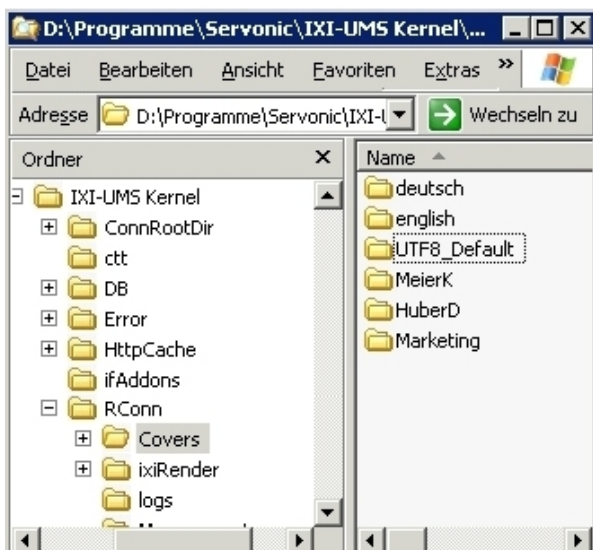 D:\Programme\Servonic\IXI-UMS Kernel\...
Datei Bearbeiten Ansicht Favoriten Extras »
Adresse D:\Programme\Servonic\IXI-U Wechseln zu
Ordner x
IXI-UMS Kernel
ConnRootDir
ctt
DB
Error
HttpCache
ifAddons
RConn
Covers
ixiRender
logs
Name
deutsch
english
UTF8_Default
MeierK
HuberD
Marketing